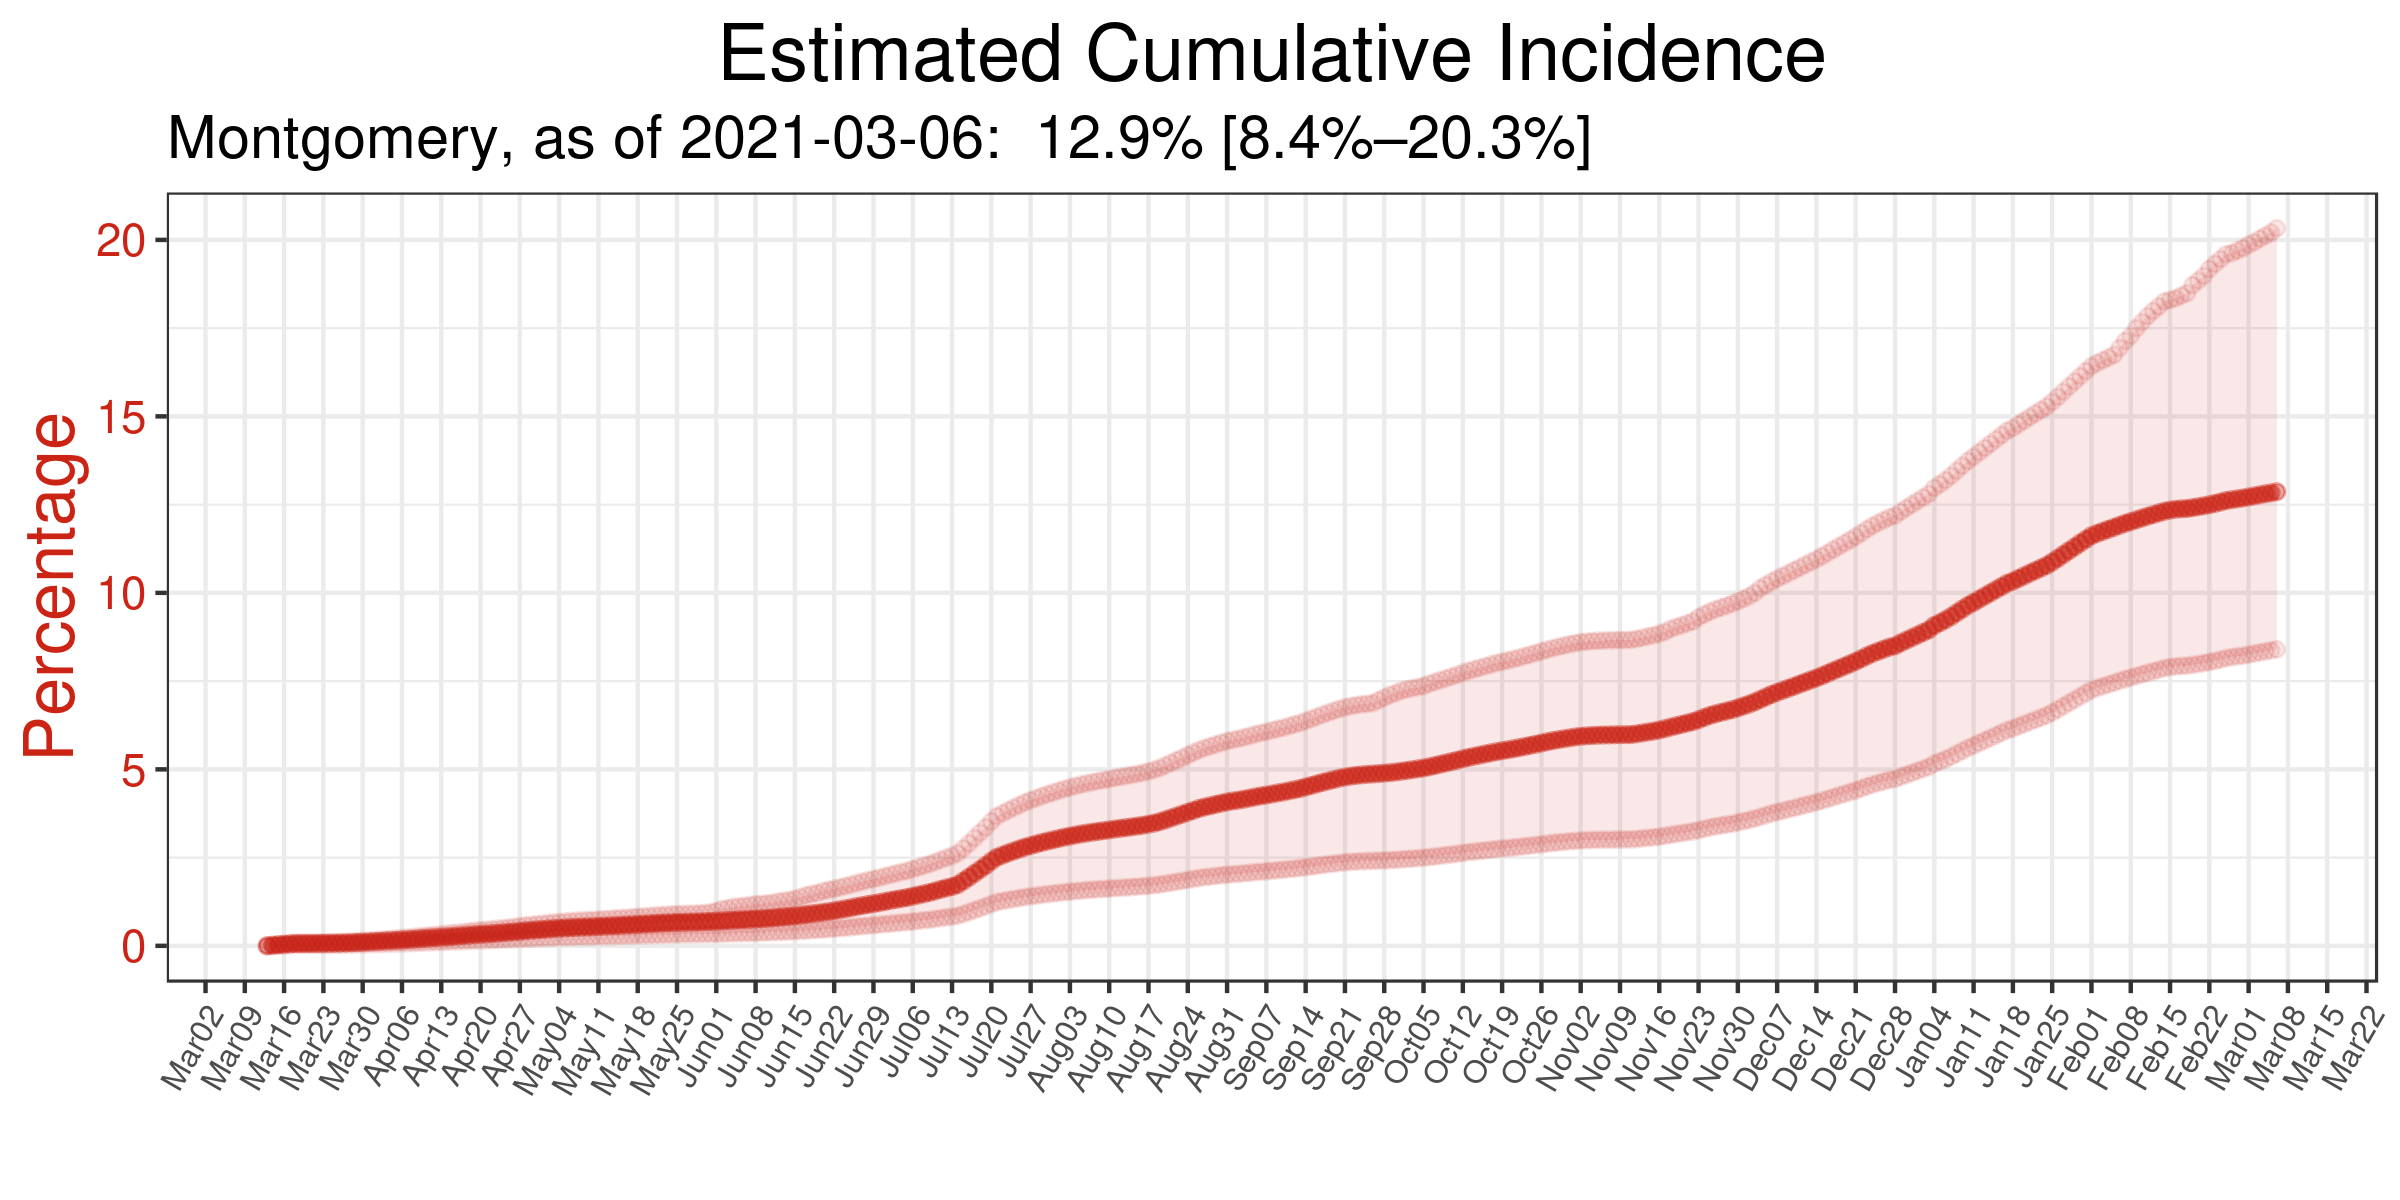 Estimated Cumulative Incidence
Montgomery, as of 2021-03-06:  12.9% [8.4%–20.3%]
Percentage
20
15
10
5
0
Mar02
Mar09
Mar16
Mar23
Mar30
Apr06
Apr13
Apr20
Apr27
May04
May11
May18
May25
Jun01
Jun08
Jun15
Jun22
Jun29
Jul06
Jul13
Jul20
Jul27
Aug03
Aug10
Aug17
Aug24
Aug31
Sep07
Sep14
Sep21
Sep28
Oct05
Oct12
Oct19
Oct26
Nov02
Nov09
Nov16
Nov23
Nov30
Dec07
Dec14
Dec21
Dec28
Jan04
Jan11
Jan18
Jan25
Feb01
Feb08
Feb15
Feb22
Mar01
Mar08
Mar15
Mar22